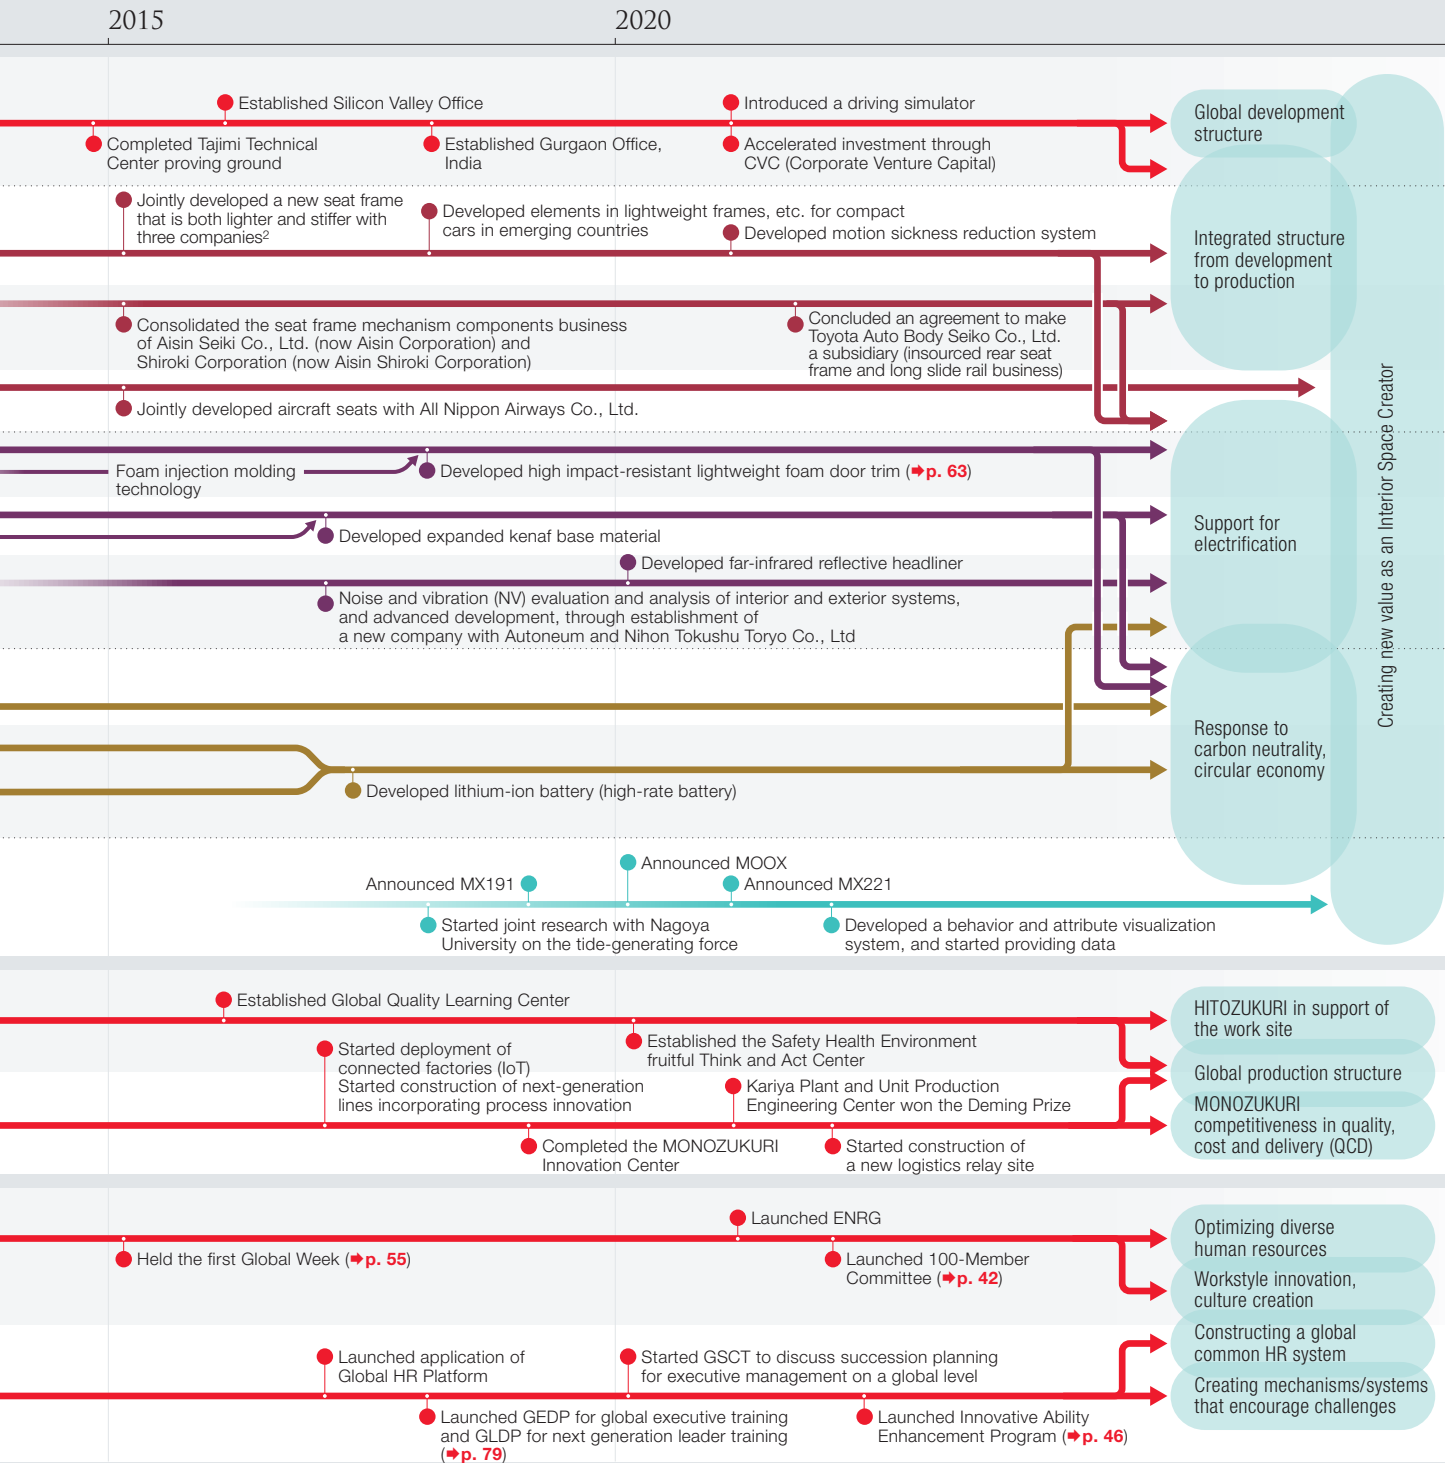 2015
2020
Established Silicon Valley Office
Introduced a driving simulator
Completed Tajimi Technical
Center proving ground
Established Gurgaon Office,
India
Accelerated investment through
CVC (Corporate Venture Capital)
Global development
structure
Jointly developed a new seat frame
that is both lighter and stiffer with
three companies2
Developed elements in lightweight frames, etc. for compact
cars in emerging countries
Developed motion sickness reduction system
Integrated structure
from development
to production
Consolidated the seat frame mechanism components business
of Aisin Seiki Co., Ltd. (now Aisin Corporation) and
Shiroki Corporation (now Aisin Shiroki Corporation)
Concluded an agreement to make
Toyota Auto Body Seiko Co., Ltd.
a subsidiary (insourced rear seat
frame and long slide rail business)
Jointly developed aircraft seats with All Nippon Airways Co., Ltd.
Foam injection molding
technology
Developed high impact-resistant lightweight foam door trim (➡p. 63)
Developed expanded kenaf base material
Developed far-infrared reflective headliner
Noise and vibration (NV) evaluation and analysis of interior and exterior systems,
and advanced development, through establishment of
a new company with Autoneum and Nihon Tokushu Toryo Co., Ltd
Support for
electrification
Creating new value as an Interior Space Creator
Developed lithium-ion battery (high-rate battery)
Response to
carbon neutrality,
circular economy
Announced MX191
Announced MOOX
Announced MX221
Started joint research with Nagoya
University on the tide-generating force
Developed a behavior and attribute visualization
system, and started providing data
Established Global Quality Learning Center
Established the Safety Health Environment
fruitful Think and Act Center
HITOZUKURI in support of
the work site
Started deployment of
connected factories (IoT)
Started construction of next-generation
lines incorporating process innovation
Kariya Plant and Unit Production
Engineering Center won the Deming Prize
Global production structure
Completed the MONOZUKURI
Innovation Center
Started construction of
a new logistics relay site
MONOZUKURI
competitiveness in quality,
cost and delivery (QCD)
Launched ENRG
Held the first Global Week (➡p. 55)
Launched 100-Member
Committee (➡p. 42)
Optimizing diverse
human resources
Workstyle innovation,
culture creation
Launched application of
Global HR Platform
Started GSCT to discuss succession planning
for executive management on a global level
Constructing a global
common HR system
Launched GEDP for global executive training
and GLDP for next generation leader training
(➡p. 79)
Launched Innovative Ability
Enhancement Program (➡p. 46)
Creating mechanisms/systems
that encourage challenges